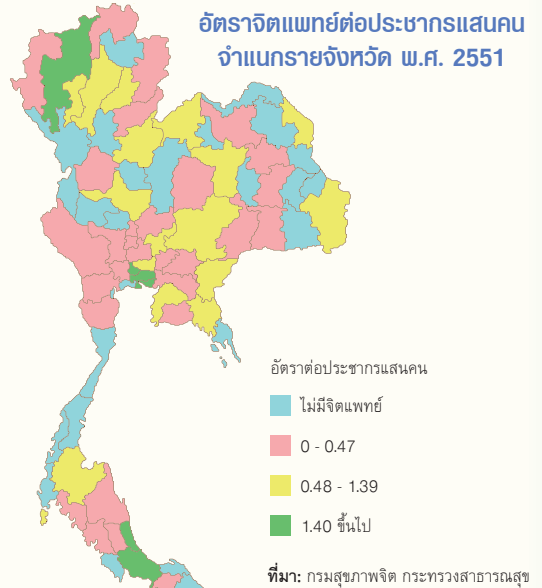 อัตราจิตแพทย์ต่อประชากรแสนคน
จำแนกรายจังหวัด พ.ศ. 2551
อัตราต่อประชากรแสนคน
ไม่มีจิตแพทย์
0 - 0.47
0.48 - 1.39
1.40 ขึ้นไป
ที่มา: กรมสุขภาพจิต กระทรวงสาธารณสุข